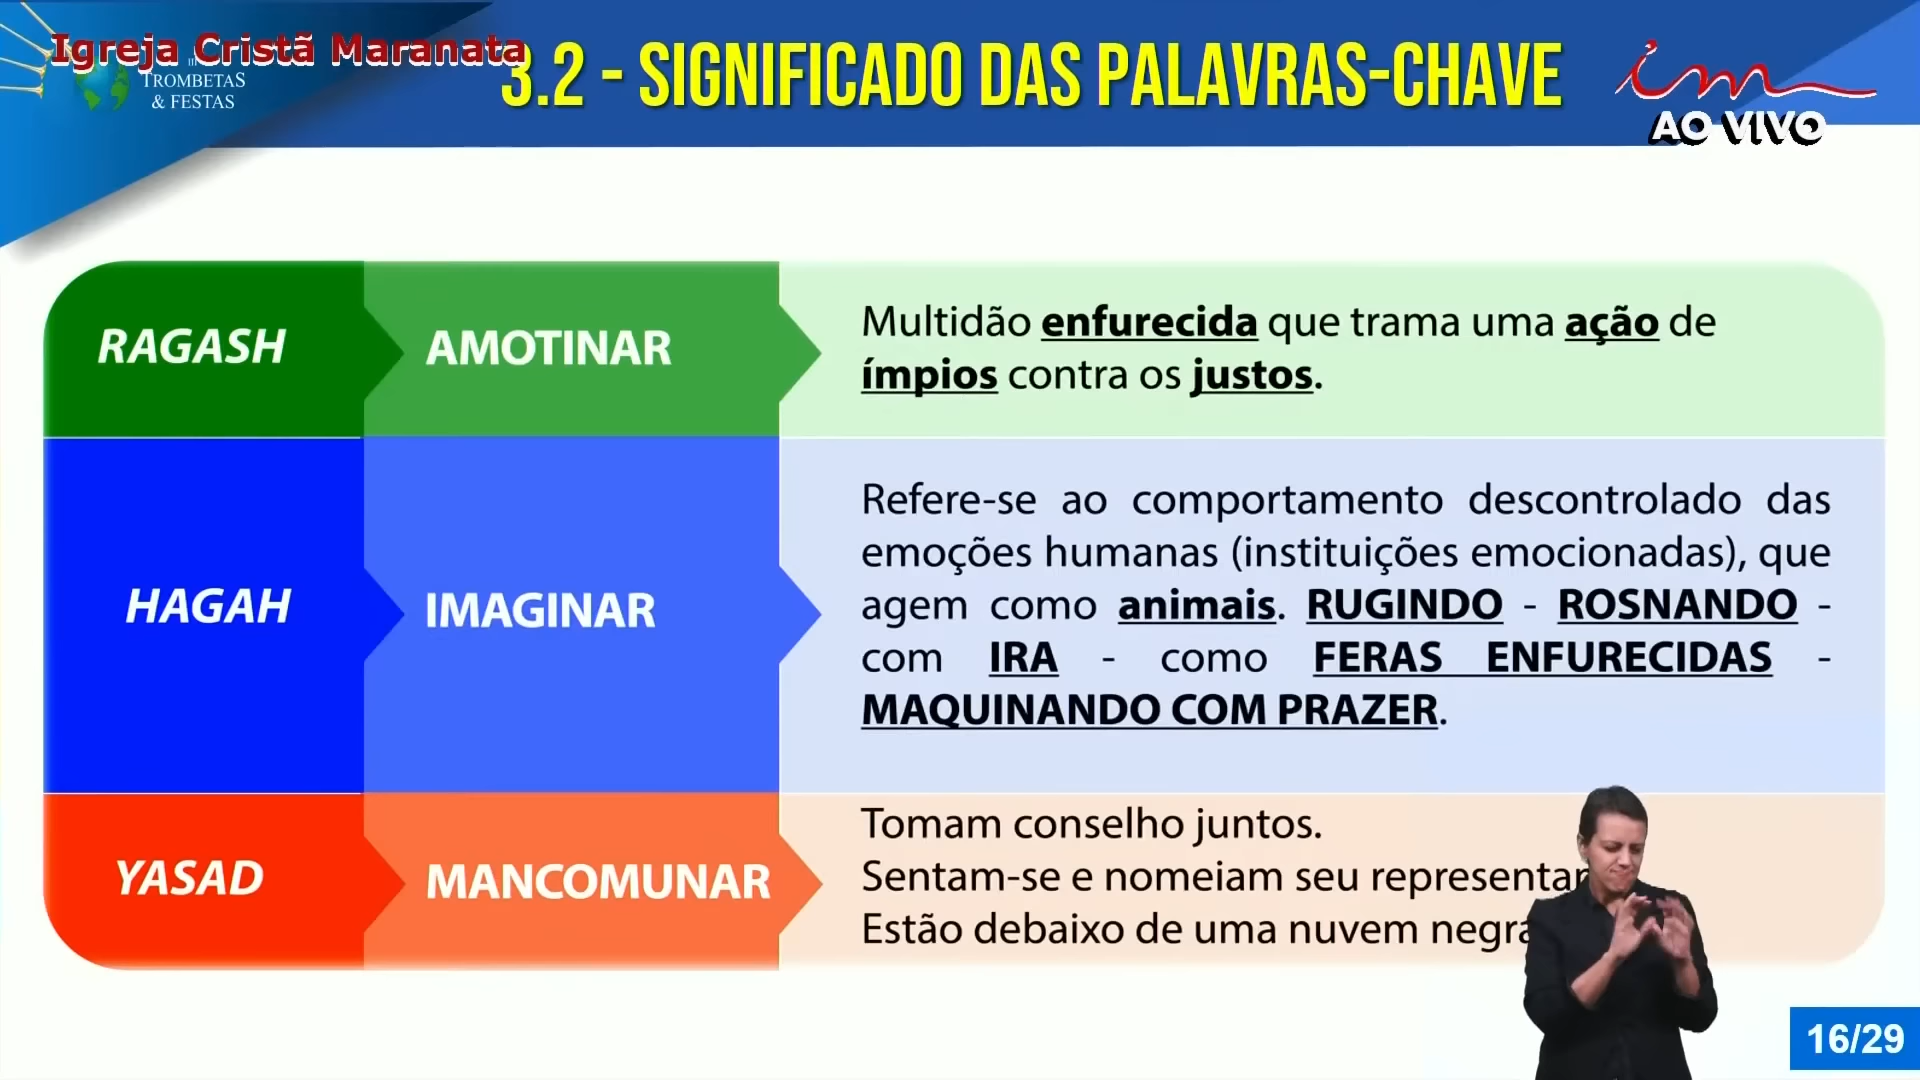 Igreja Cristã Maranata
TROMBETAS
& FESTAS
3.2 - SIGNIFICADO DAS PALAVRAS-CHAVE
AO VIVO
RAGASH
AMOTINAR
Multidão enfurecida que trama uma ação de
ímpios contra os justos.
HAGAH
IMAGINAR
Refere-se ao comportamento descontrolado das
emoções humanas (instituições emocionadas), que
agem como animais. RUGINDO - ROSNANDO -
com IRA - como FERAS ENFURECIDAS -
MAQUINANDO COM PRAZER.
YASAD
MANCOMUNAR
Tomam conselho juntos.
Sentam-se e nomeiam seu
Estão debaixo de uma nuvem
16/29